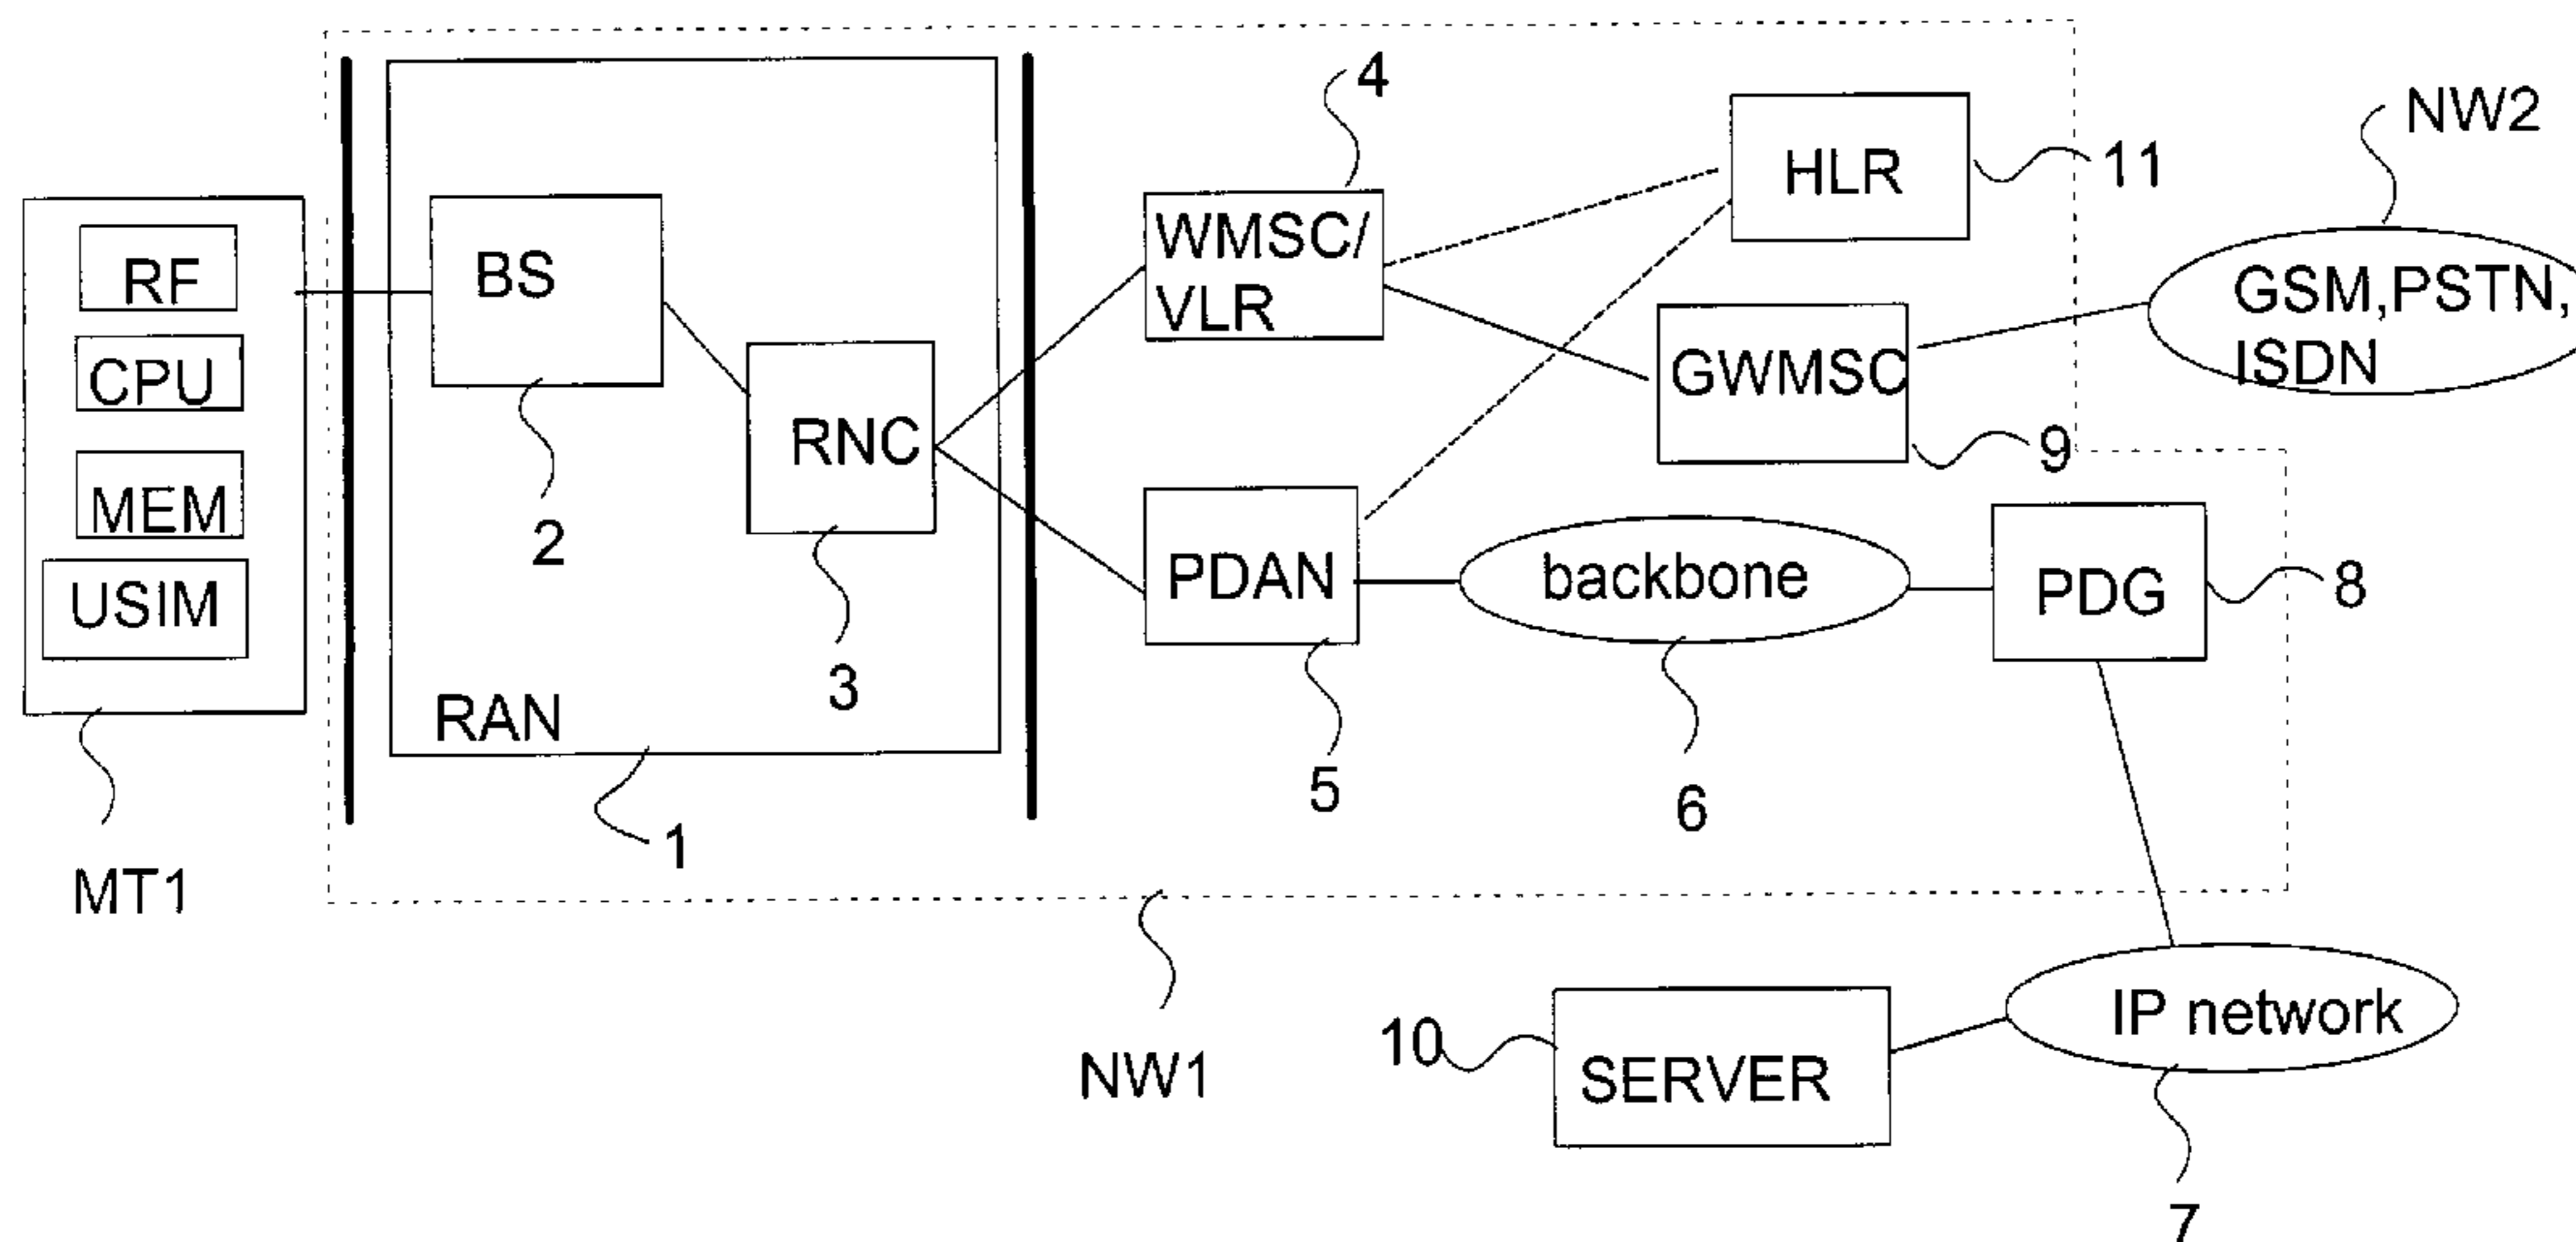 4
NW2
HLR
11
RF
BS
WMSC/
VLR
GSM,PSTN,
ISDN
CPU
GWMSC
RNC
9
MEM
2
USIM
PDAN
backbone
PDG
8
3
RAN
5
6
1
MT1
NW1
10
SERVER
IP network
7